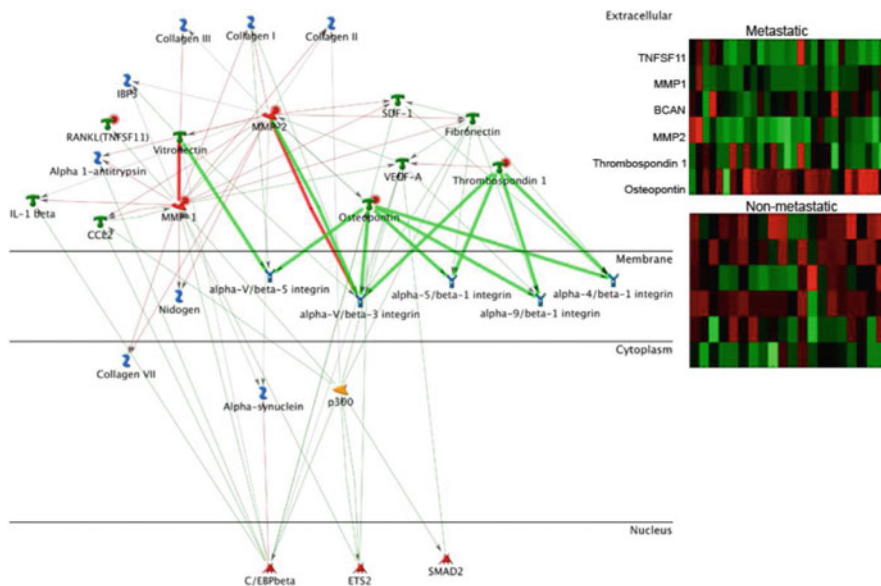 Extracellular
Collagen III
Collagen I
Collagen II
IBP3
MMP-2
SDF-1
RANKL(TNFSF11)
Vitronectin
Fibronectin
Alpha 1-antitrypsin
VEGF-A
Thrombospondin 1
IL-1 beta
MMP-1
Osteopontin
CCL2
Membrane
alpha-V/beta-5 integrin
alpha-5/beta-1 integrin
alpha-4/beta-1 integrin
Nidogen
alpha-V/beta-3 integrin
alpha-9/beta-1 integrin
Cytoplasm
Collagen VII
Alpha-synuclein
p300
Nucleus
C/EBPbeta
ETS2
SMAD2
Metastatic
TNFSF11
MMP1
BCAN
MMP2
Thrombospondin 1
Osteopontin
Non-metastatic